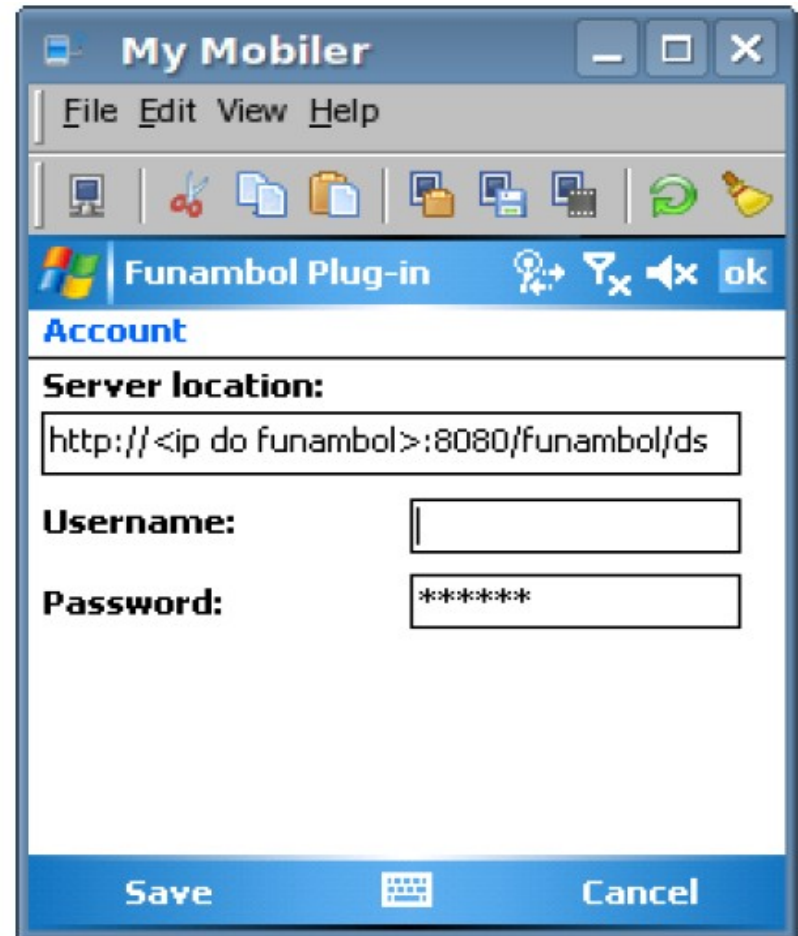 My Mobiler
File Edit View Help
Funambol Plug-in ok
Account
Server location:
http://<ip do funambol>:8080/funambol/ds
Username:
Password: ******
Save Cancel